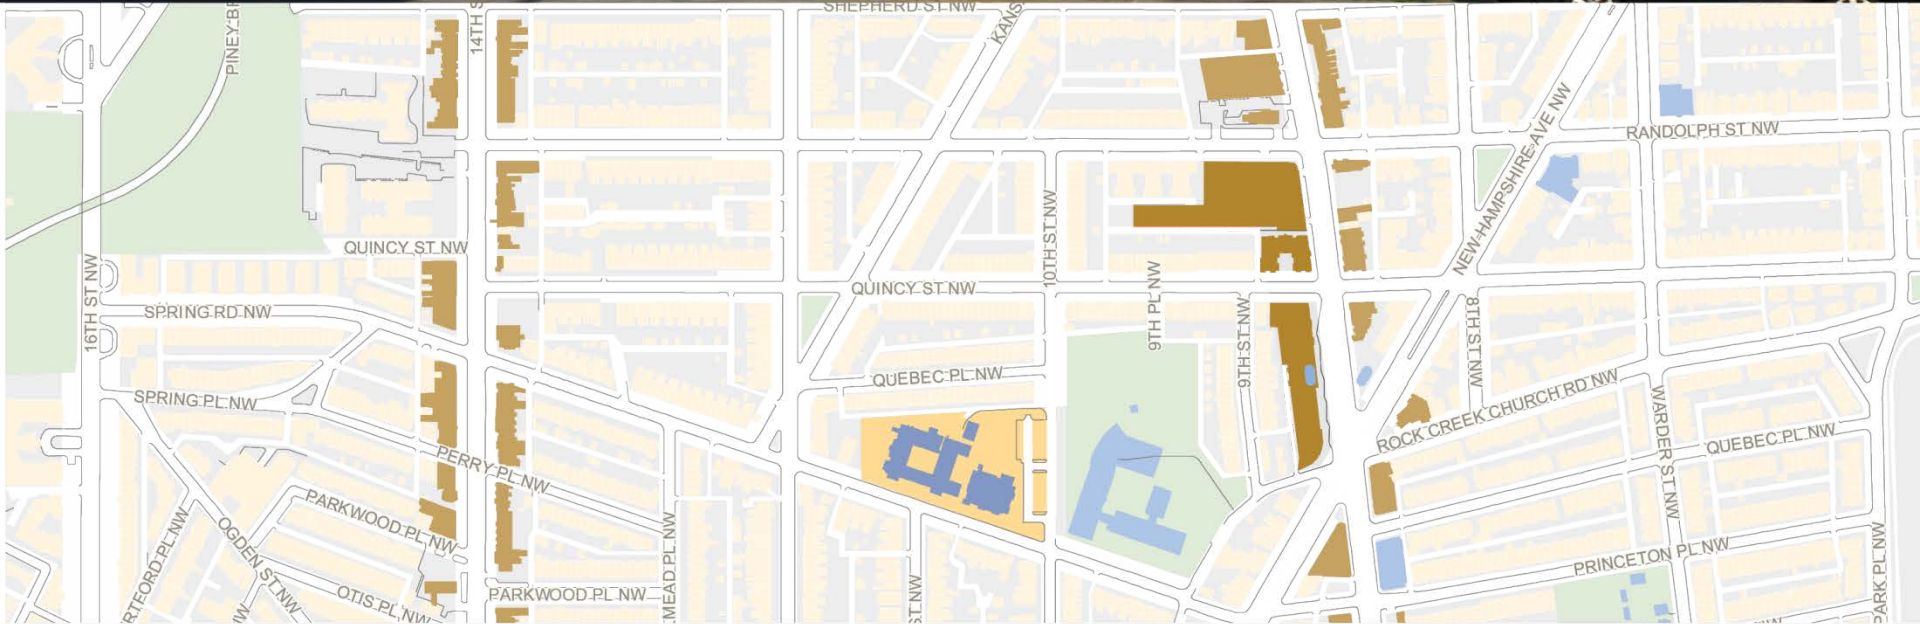 SHEPHERD ST NW
PINEY BR
14TH S
KANS
NEW HAMPSHIRE AVE NW
RANDOLPH ST NW
QUINCY ST NW
10TH ST NW
16TH ST NW
SPRING RD NW
QUINCY ST NW
9TH PL NW
9TH ST NW
8TH ST NW
QUEBEC PL NW
SPRING PL NW
ROCK CREEK CHURCH RD NW
WARDER ST NW
QUEBEC PL NW
PERRY PL NW
PARKWOOD PL NW
OGDEN ST NW
RTFORD PL NW
OTIS PL NW
PARKWOOD PL NW
MEAD PL NW
ST NW
PRINCETON PL NW
PARK PL NW